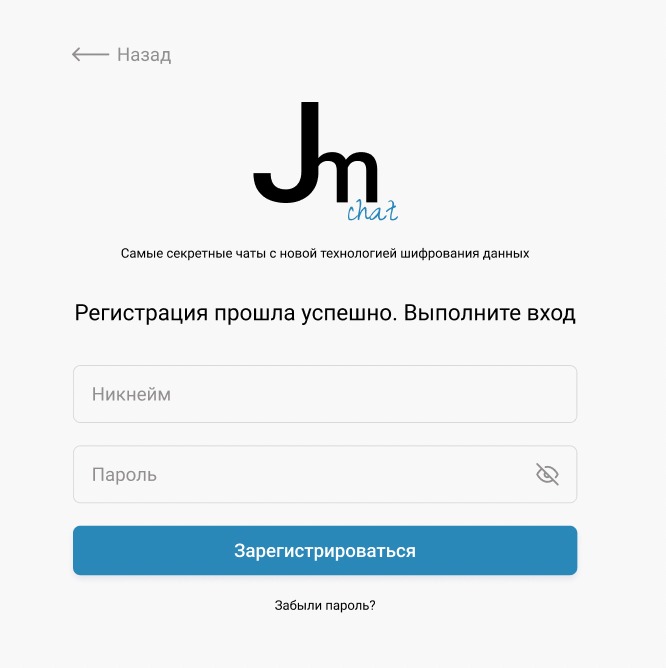 Назад
Jm
chat
Самые секретные чаты с новой технологией шифрования данных
Регистрация прошла успешно. Выполните вход
Никнейм
Пароль
Зарегистрироваться
Забыли пароль?